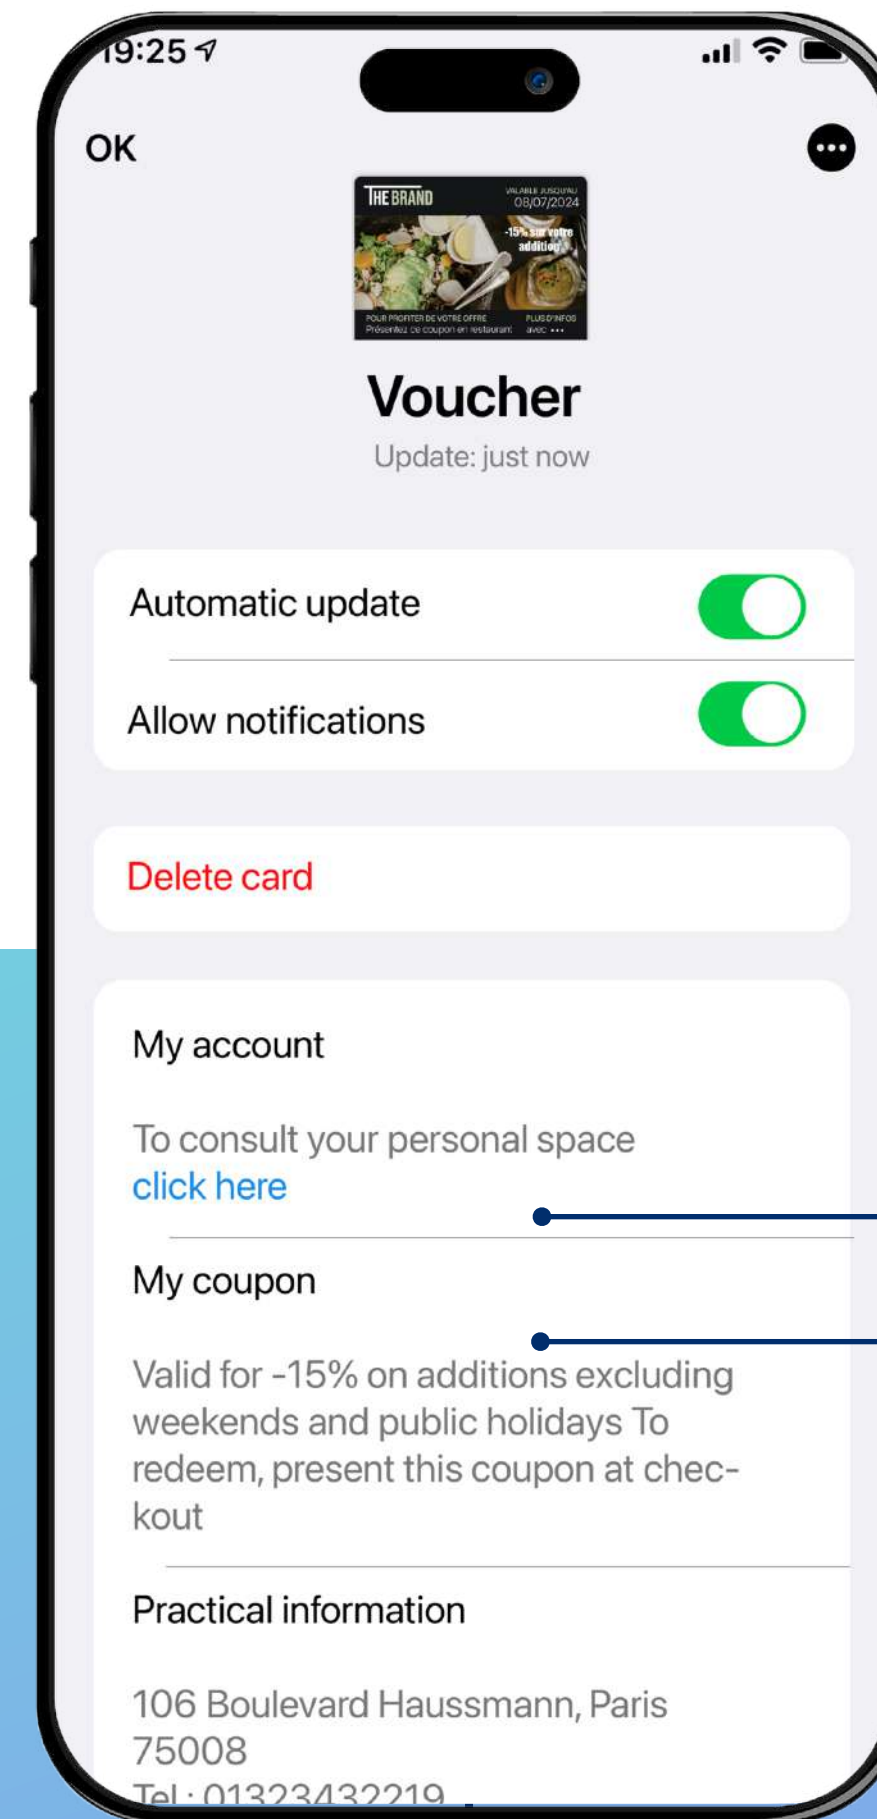 19:25
OK
THE BRAND
VALABLE JUSQU'AU
08/07/2024
-15% sur votre
addition
POUR PROFITER DE VOTRE OFFRE
PLUS D'INFOS
Présentez ce coupon en restaurant
avec •••
Voucher
Update: just now
Automatic update
Allow notifications
Delete card
My account
To consult your personal space
click here
My coupon
Valid for -15% on additions excluding
weekends and public holidays To
redeem, present this coupon at chec-
kout
Practical information
106 Boulevard Haussmann, Paris
75008
Tel : 01323432219